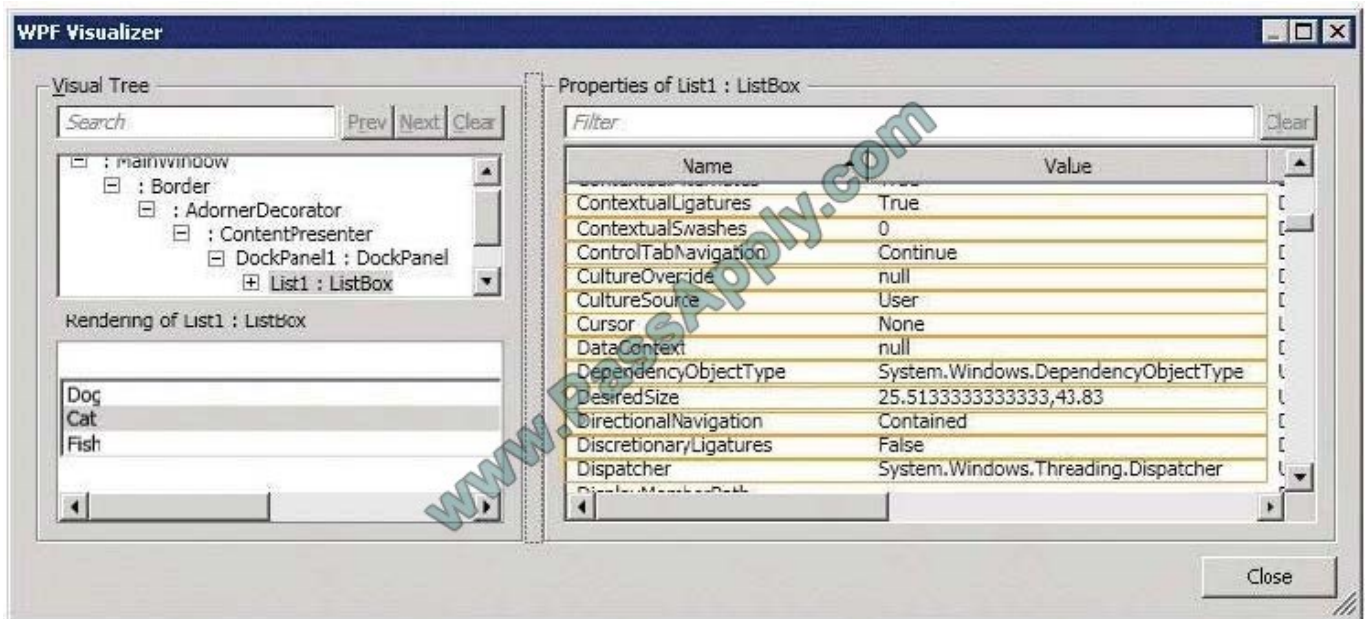 WPF Visualizer
Visual Tree
Search
Prev Next Clear
: MainWindow
: Border
: AdornerDecorator
: ContentPresenter
DockPanel1 : DockPanel
List1 : ListBox
Rendering of List1 : ListBox
Dog
Cat
Fish
Properties of List1 : ListBox
Filter
Clear
Name Value
ContextualLigatures True
ContextualSwashes 0
ControlTabNavigation Continue
CultureOverride null
CultureSource User
Cursor None
DataContext null
DependencyObjectType System.Windows.DependencyObjectType
DesiredSize 25.5133333333333,43.83
DirectionalNavigation Contained
DiscretionaryLigatures False
Dispatcher System.Windows.Threading.Dispatcher
DisplayMemberPath
Close
www.PassApply.com